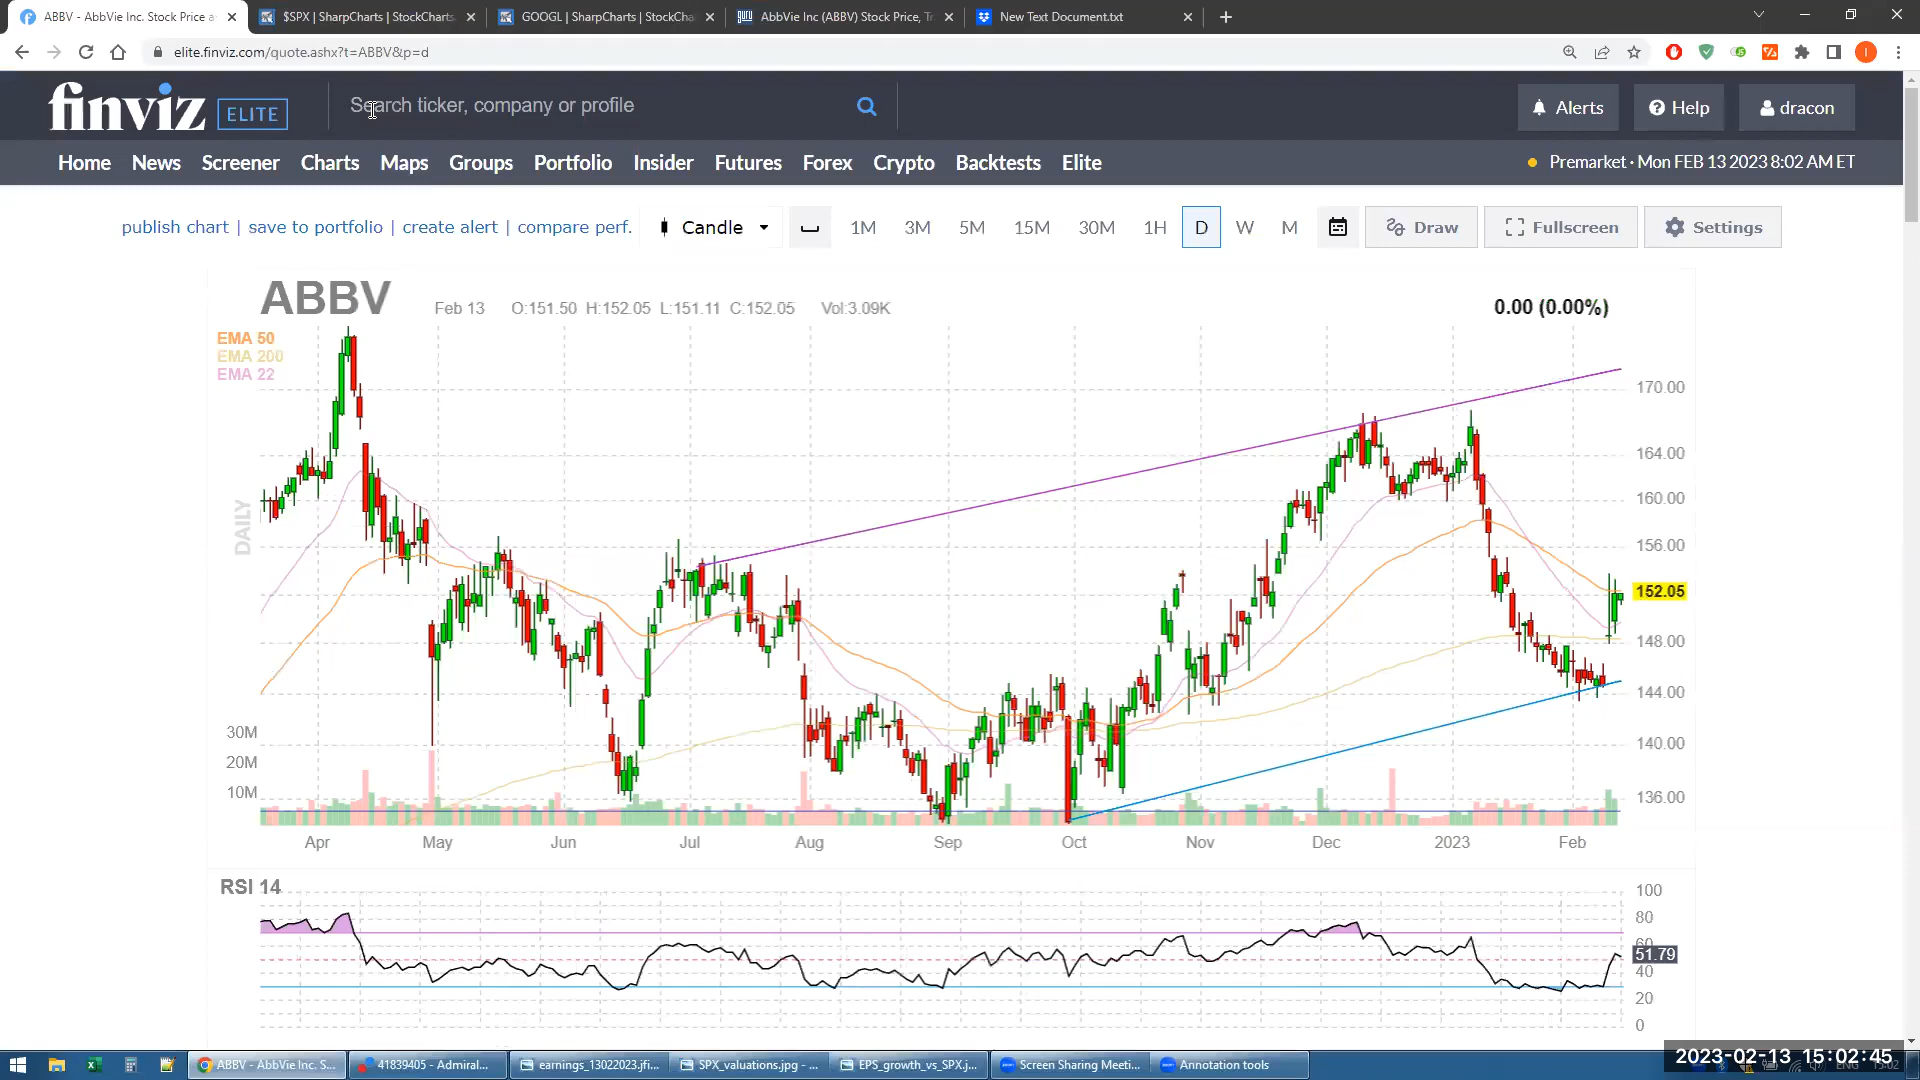 ABBV - AbbVie Inc. Stock Price a
$SPX | SharpCharts | StockCharts.
GOOGL | SharpCharts | StockCha
AbbVie Inc (ABBV) Stock Price, Tr
New Text Document.txt
elite.finviz.com/quote.ashx?t=ABBV&p=d
finviz ELITE
Search ticker, company or profile
Alerts
Help
dracon
Home News Screener Charts Maps Groups Portfolio Insider Futures Forex Crypto Backtests Elite
Premarket · Mon FEB 13 2023 8:02 AM ET
publish chart | save to portfolio | create alert | compare perf.
Candle
1M 3M 5M 15M 30M 1H D W M
Draw
Fullscreen
Settings
ABBV
Feb 13 O:151.50 H:152.05 L:151.11 C:152.05 Vol:3.09K
0.00 (0.00%)
EMA 50
EMA 200
EMA 22
DAILY
170.00
164.00
160.00
156.00
152.05
148.00
144.00
140.00
136.00
30M
20M
10M
Apr May Jun Jul Aug Sep Oct Nov Dec 2023 Feb
RSI 14
100
80
60
51.79
40
20
0
ABBV - AbbVie Inc. S...
41839405 - Admiral...
earnings_13022023.jfi...
SPX_valuations.jpg - ...
EPS_growth_vs_SPX.j...
Screen Sharing Meeti...
Annotation tools
2023-02-13 15:02:45